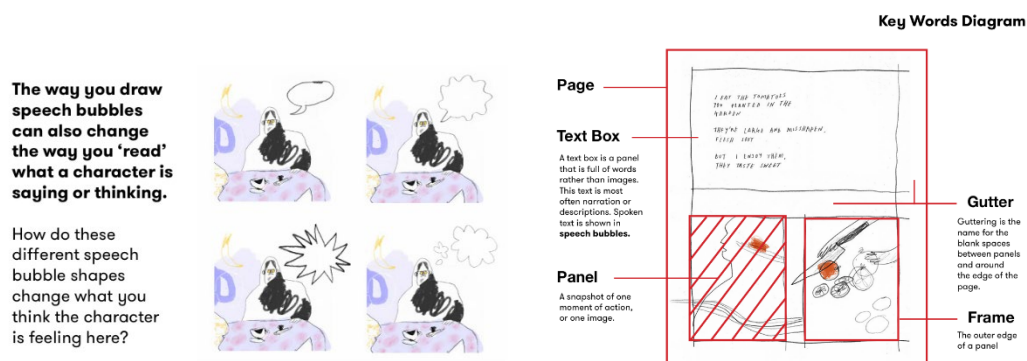 The way you draw
speech bubbles
can also change
the way you ‘read’
what a character is
saying or thinking.
How do these
different speech
bubble shapes
change what you
think the character
is feeling here?
Key Words Diagram
Page
Text Box
A text box is a panel
that is full of words
rather than images.
This text is most
often narration or
descriptions. Spoken
text is shown in
speech bubbles.
Panel
A snapshot of one
moment of action,
or one image.
I EAT THE TOMATOES
YOU PLANTED IN THE
GARDEN
THEY'RE LARGE AND MISSHAPEN,
FLESH SPLIT
BUT I ENJOY THEM,
THEY TASTE SWEET
Gutter
Guttering is the
name for the
blank spaces
between panels
and around
the edge of the
page.
Frame
The outer edge
of a panel